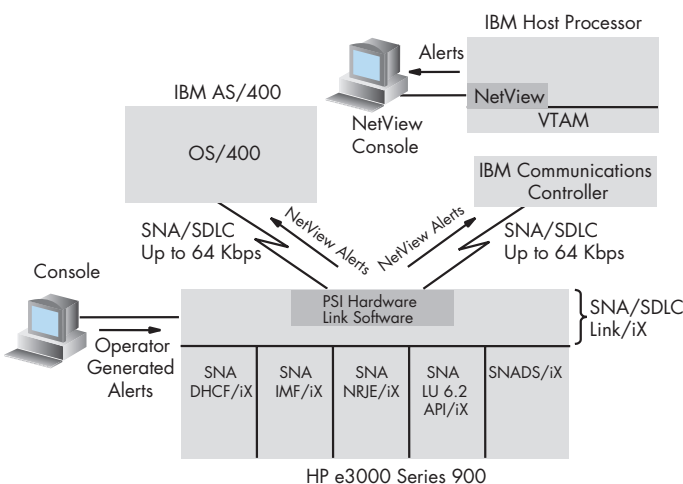 IBM Host Processor
Alerts
NetView
VTAM
NetView
Console
IBM AS/400
OS/400
IBM Communications
Controller
NetView Alerts
NetView Alerts
SNA/SDLC
Up to 64 Kbps
SNA/SDLC
Up to 64 Kbps
Console
PSI Hardware
Link Software
SNA/SDLC
Link/iX
Operator
Generated
Alerts
SNA
DHCF/iX
SNA
IMF/iX
SNA
NRJE/iX
SNA
LU 6.2
API/iX
SNADS/iX
HP e3000 Series 900